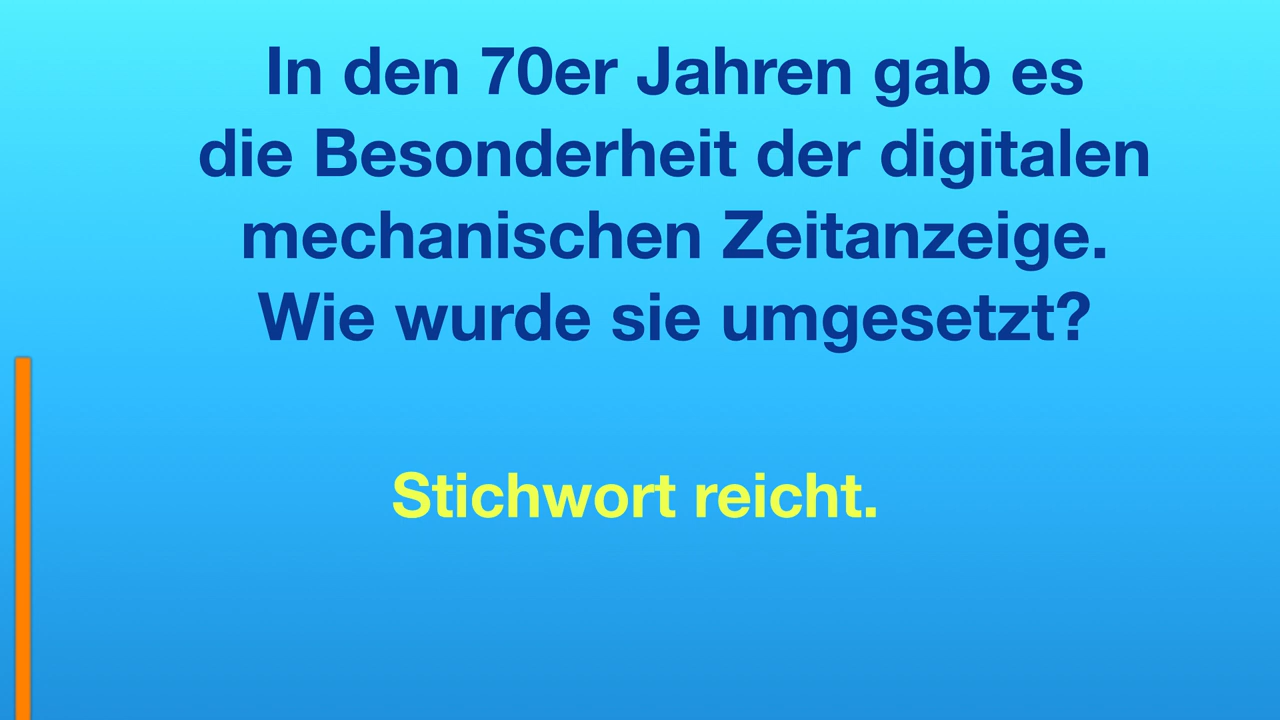 In den 70er Jahren gab es
die Besonderheit der digitalen
mechanischen Zeitanzeige.
Wie wurde sie umgesetzt?
Stichwort reicht.